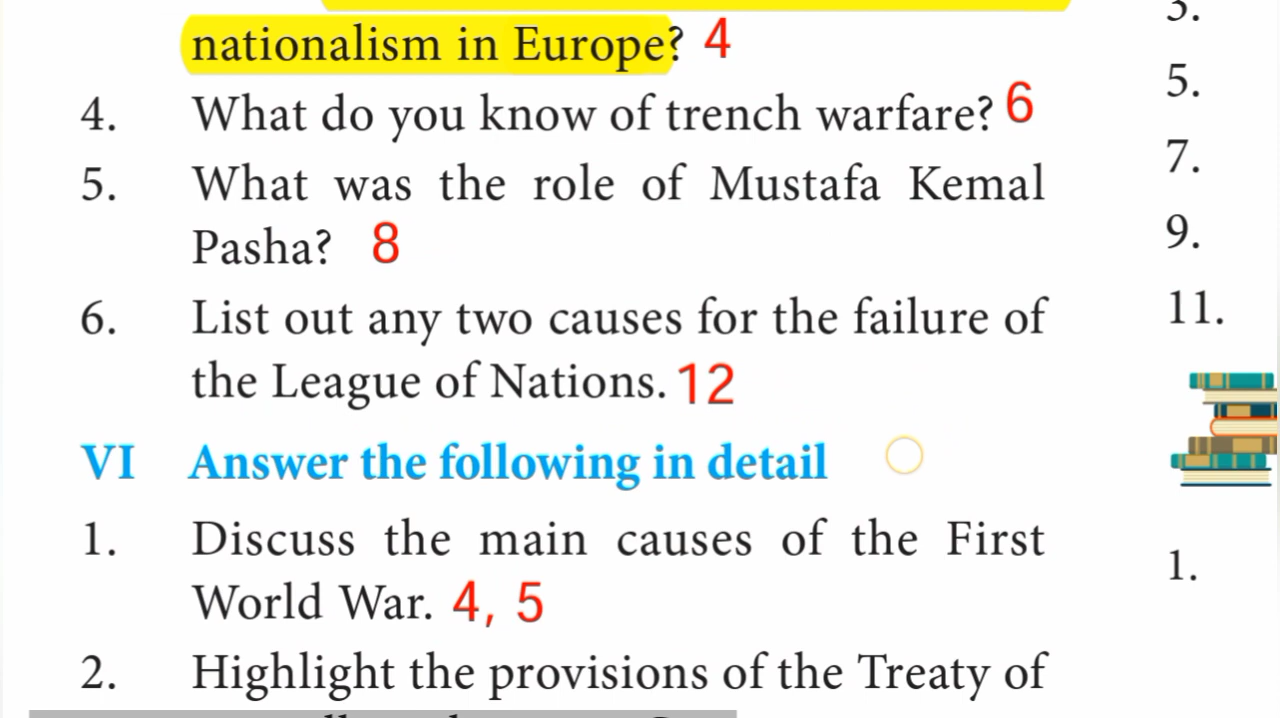 nationalism in Europe? 4
4. What do you know of trench warfare? 6
5. What was the role of Mustafa Kemal
Pasha? 8
6. List out any two causes for the failure of
the League of Nations. 12
VI Answer the following in detail
1. Discuss the main causes of the First
World War. 4, 5
2. Highlight the provisions of the Treaty of
5.
7.
9.
11.
1.